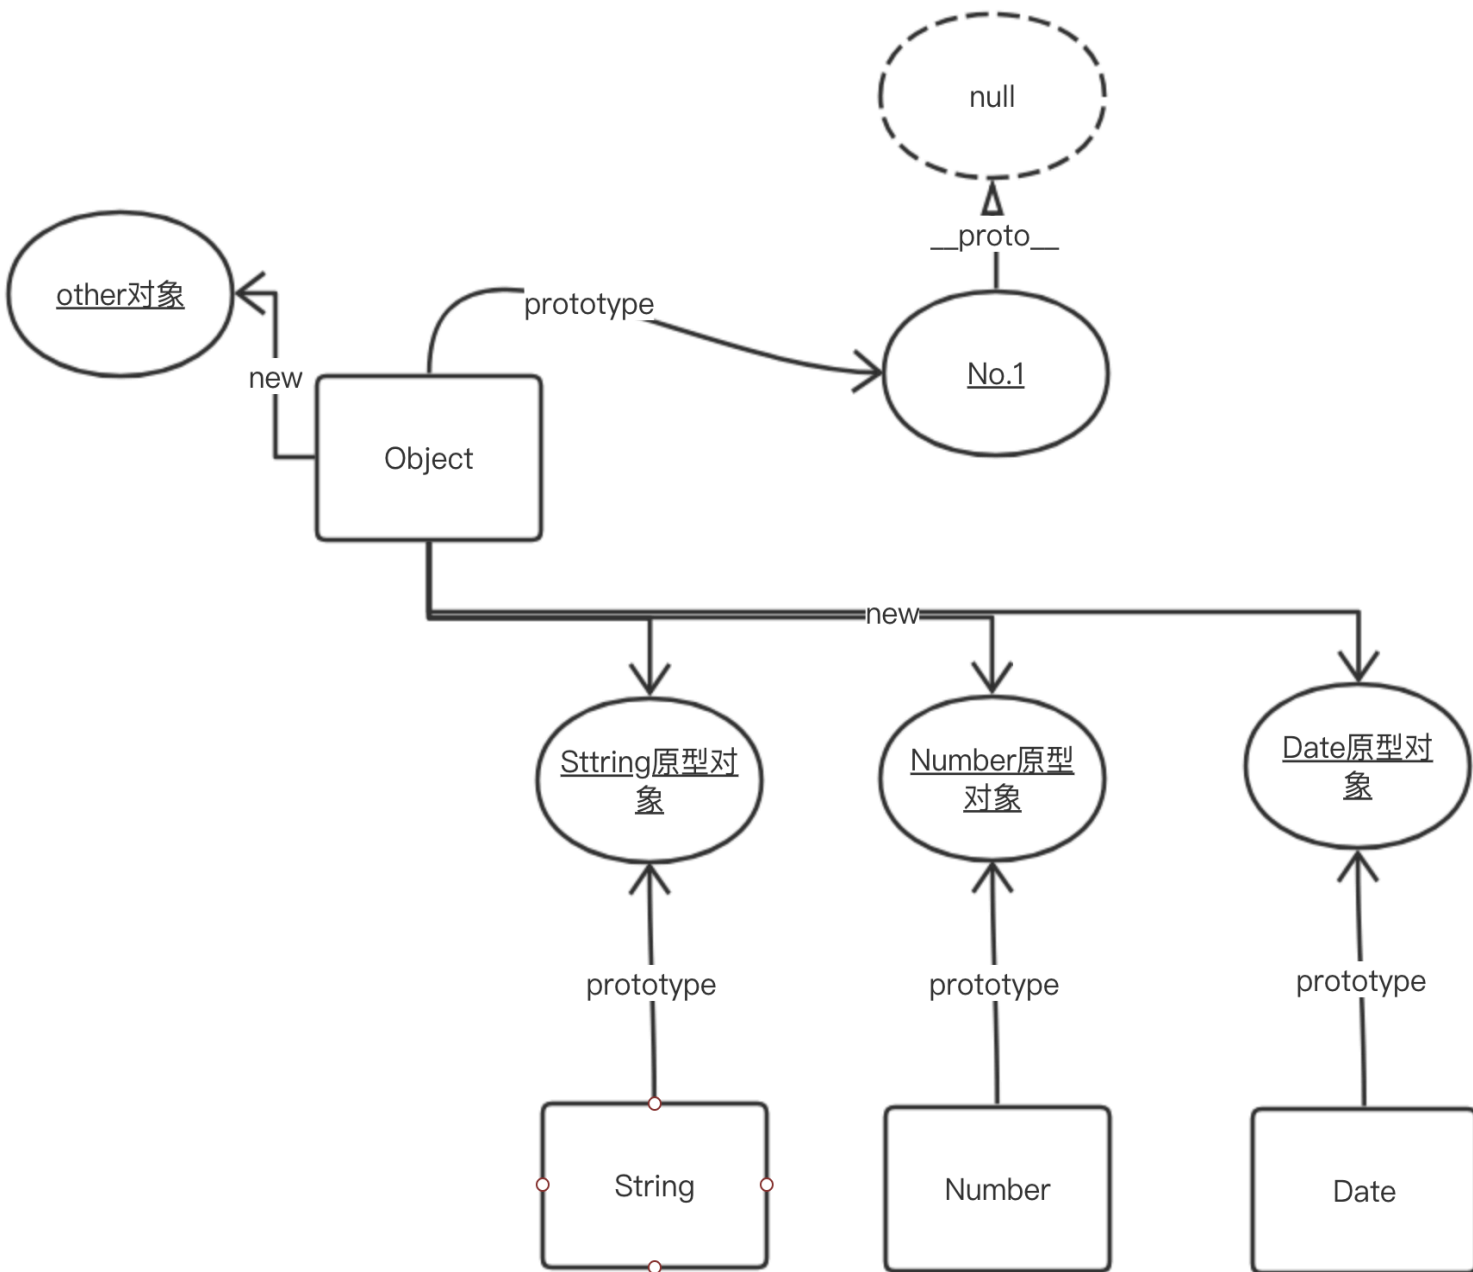 null
__proto__
other对象
prototype
No.1
new
Object
new
Sttring原型对
象
Number原型
对象
Date原型对
象
prototype
prototype
prototype
String
Number
Date